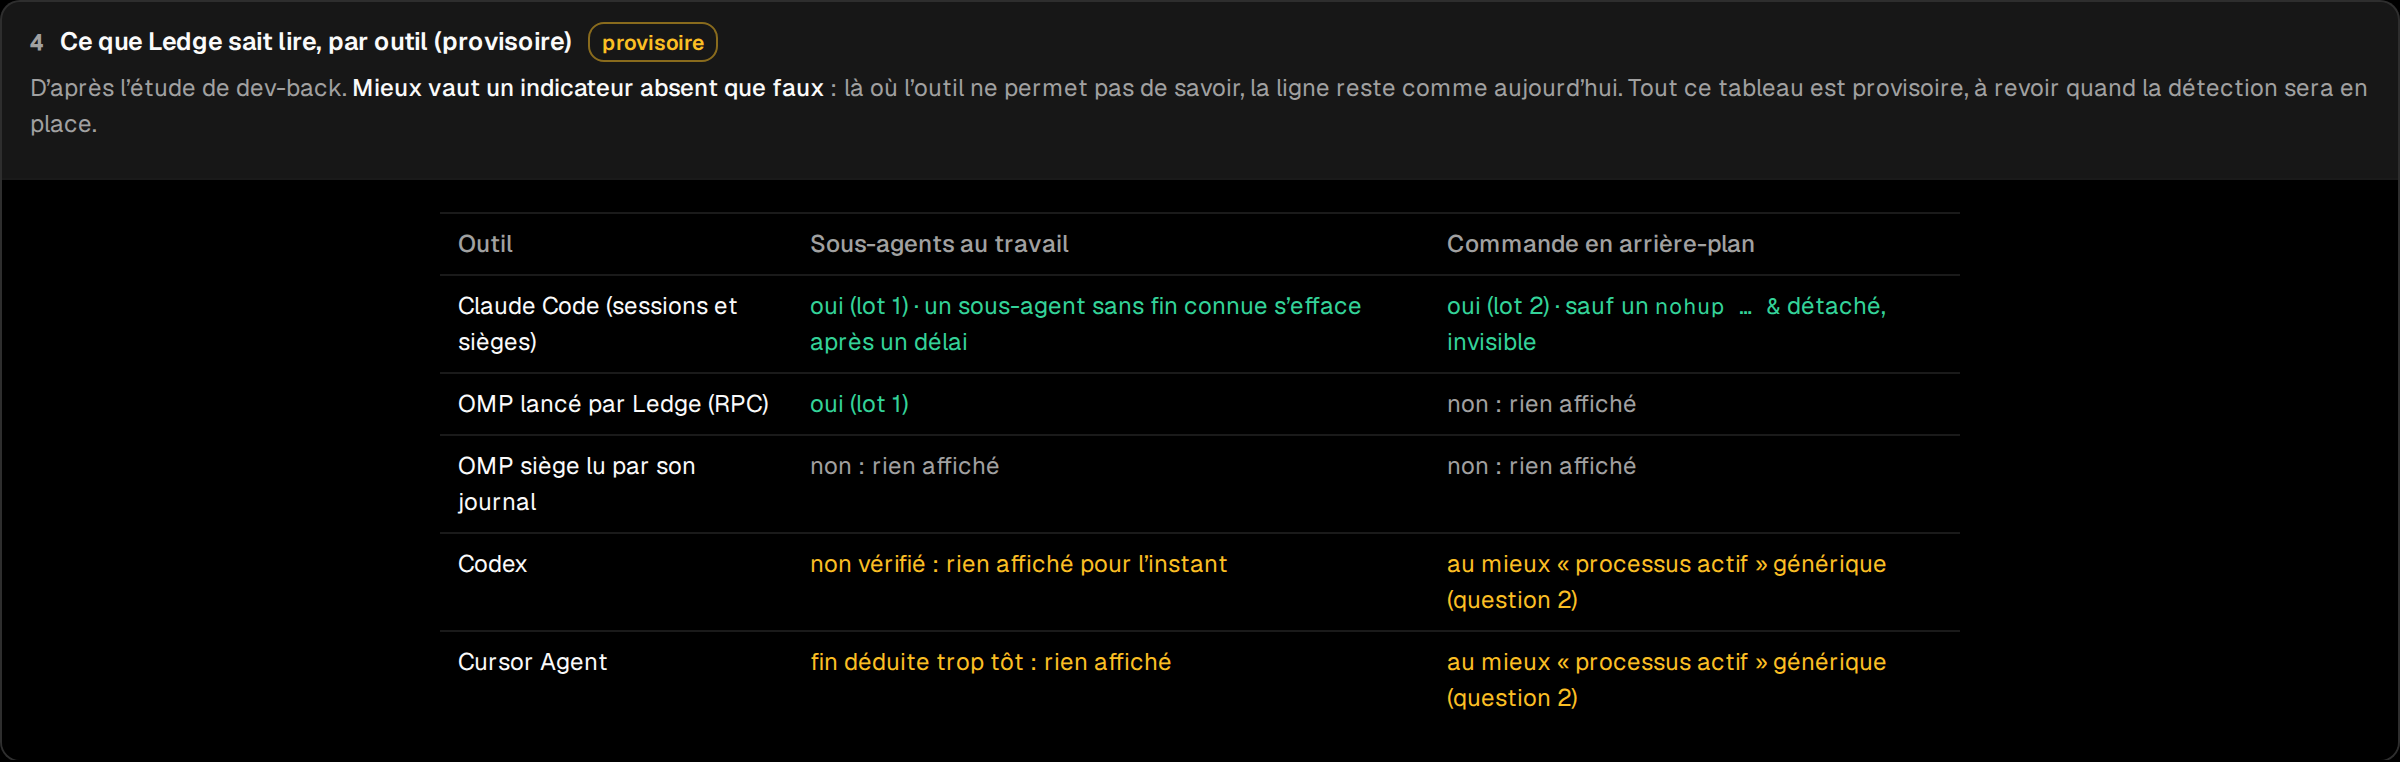 4 Ce que Ledge sait lire, par outil (provisoire) provisoire
D’après l’étude de dev-back. Mieux vaut un indicateur absent que faux : là où l’outil ne permet pas de savoir, la ligne reste comme aujourd’hui. Tout ce tableau est provisoire, à revoir quand la détection sera en
place.
Outil Sous-agents au travail Commande en arrière-plan
Claude Code (sessions et
sièges)
oui (lot 1) · un sous-agent sans fin connue s’efface
après un délai
oui (lot 2) · sauf un nohup … & détaché,
invisible
OMP lancé par Ledge (RPC)
oui (lot 1)
non : rien affiché
OMP siège lu par son
journal
non : rien affiché
non : rien affiché
Codex
non vérifié : rien affiché pour l’instant
au mieux « processus actif » générique
(question 2)
Cursor Agent
fin déduite trop tôt : rien affiché
au mieux « processus actif » générique
(question 2)